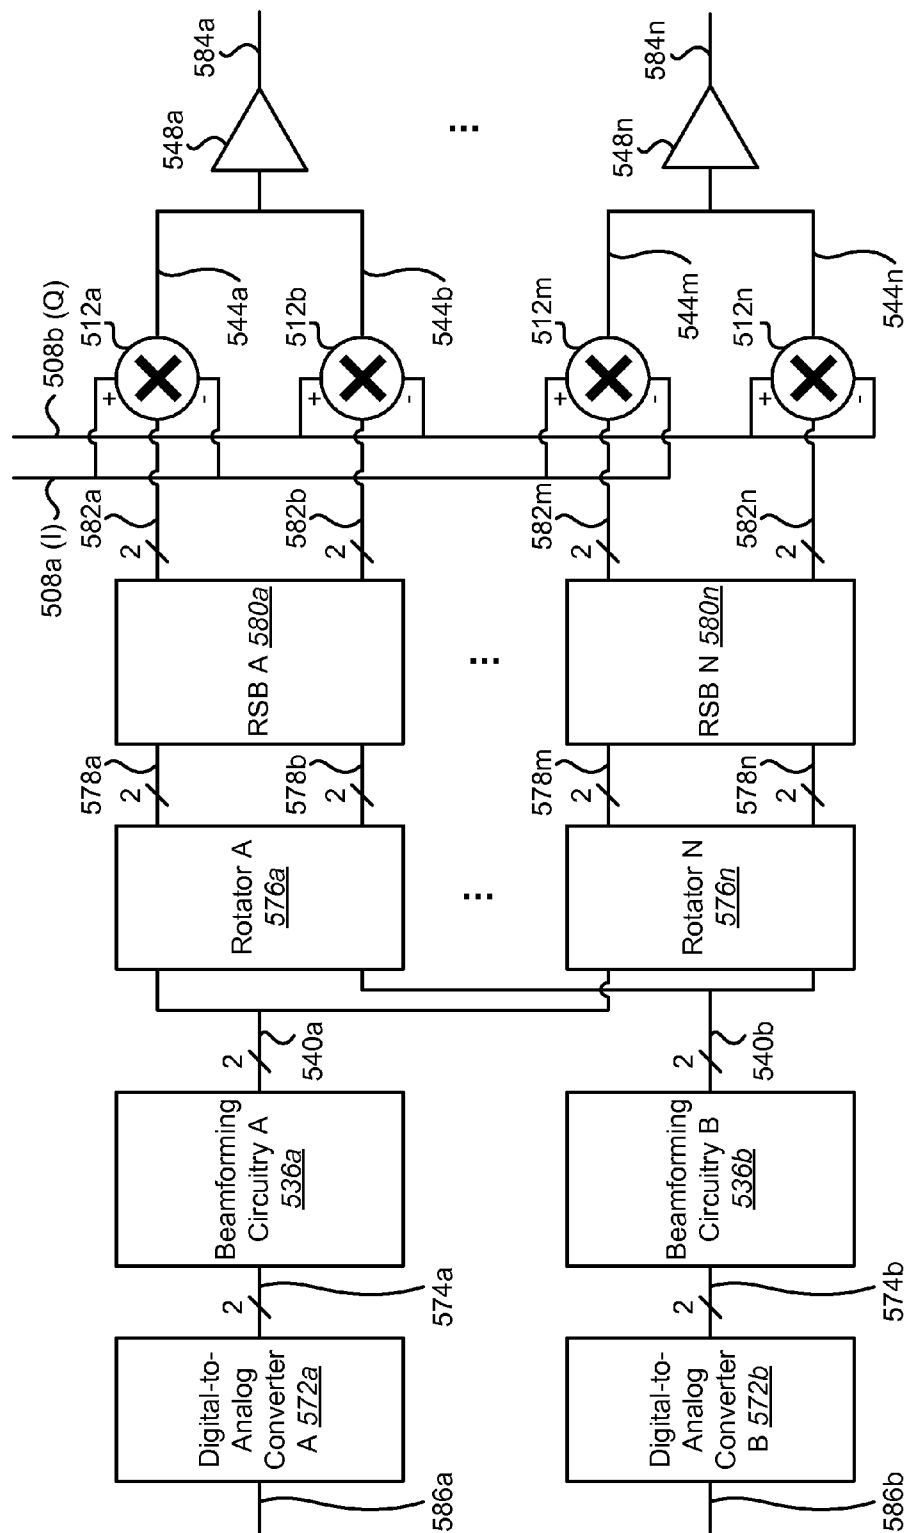 586a
Digital-to-
Analog
Converter
A 572a
2
574a
Beamforming
Circuitry A
536a
2
540a
Rotator A
576a
578a
2
578b
2
RSB A 580a
582a
2
582b
2
508a (I)
508b (Q)
512a
+
-
512b
+
-
544a
544b
548a
584a
...
...
...
586b
Digital-to-
Analog
Converter
B 572b
2
574b
Beamforming
Circuitry B
536b
2
540b
Rotator N
576n
578m
2
578n
2
RSB N 580n
582m
2
582n
2
512m
+
-
512n
+
-
544m
544n
548n
584n